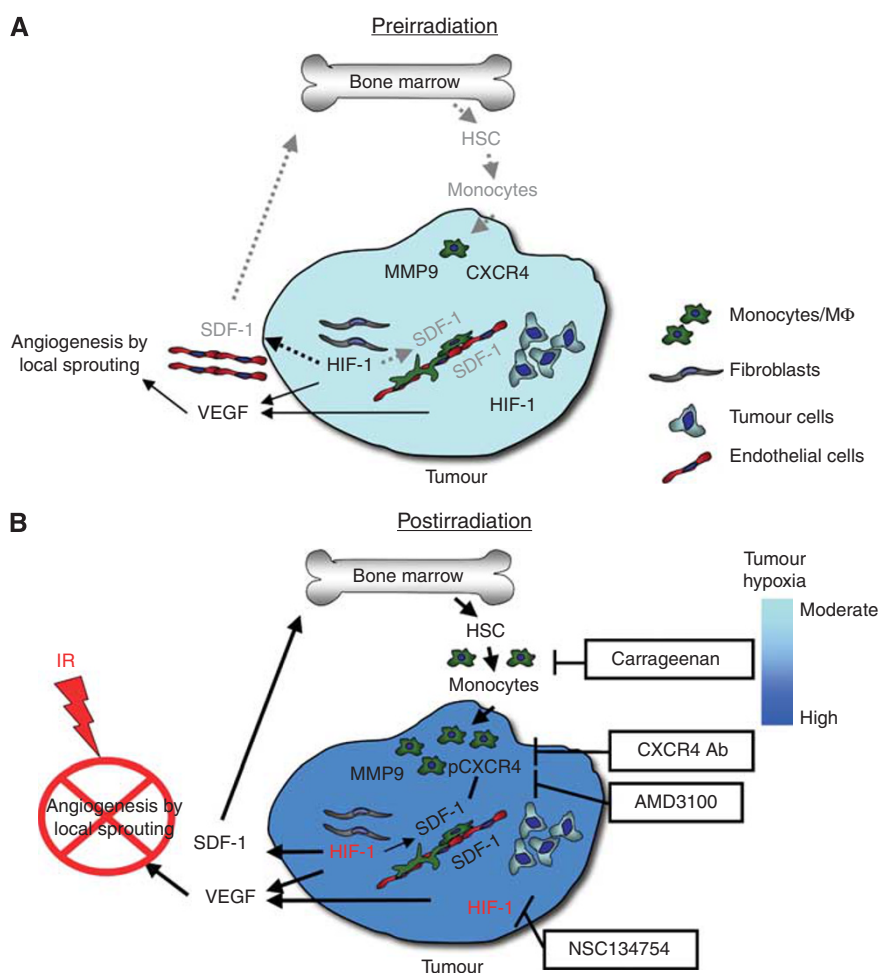 A
Preirradiation
Bone marrow
HSC
Monocytes
MMP9
CXCR4
SDF-1
Angiogenesis by
local sprouting
HIF-1
SDF-1
SDF-1
HIF-1
VEGF
Tumour
Monocytes/MΦ
Fibroblasts
Tumour cells
Endothelial cells
B
Postirradiation
Bone marrow
Tumour
hypoxia
Moderate
High
HSC
Monocytes
Carrageenan
IR
MMP9
pCXCR4
CXCR4 Ab
AMD3100
Angiogenesis by
local sprouting
SDF-1
HIF-1
SDF-1
SDF-1
VEGF
HIF-1
NSC134754
Tumour